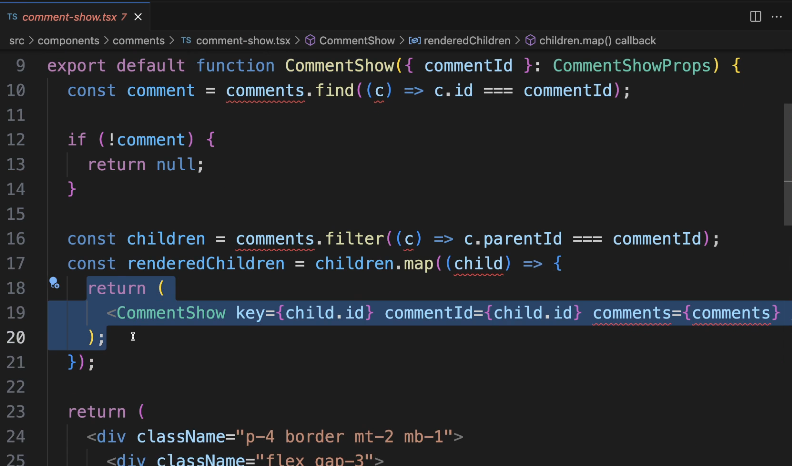 TS comment-show.tsx 7 ×
src > components > comments > TS comment-show.tsx > CommentShow > renderedChildren > children.map() callback
9 export default function CommentShow({ commentId }: CommentShowProps) {
10 const comment = comments.find((c) => c.id === commentId);
11
12 if (!comment) {
13 return null;
14 }
15
16 const children = comments.filter((c) => c.parentId === commentId);
17 const renderedChildren = children.map((child) => {
18 return (
19 <CommentShow key={child.id} commentId={child.id} comments={comments}
20 );
21 });
22
23 return (
24 <div className="p-4 border mt-2 mb-1">
25 <div className="flex gap-3">